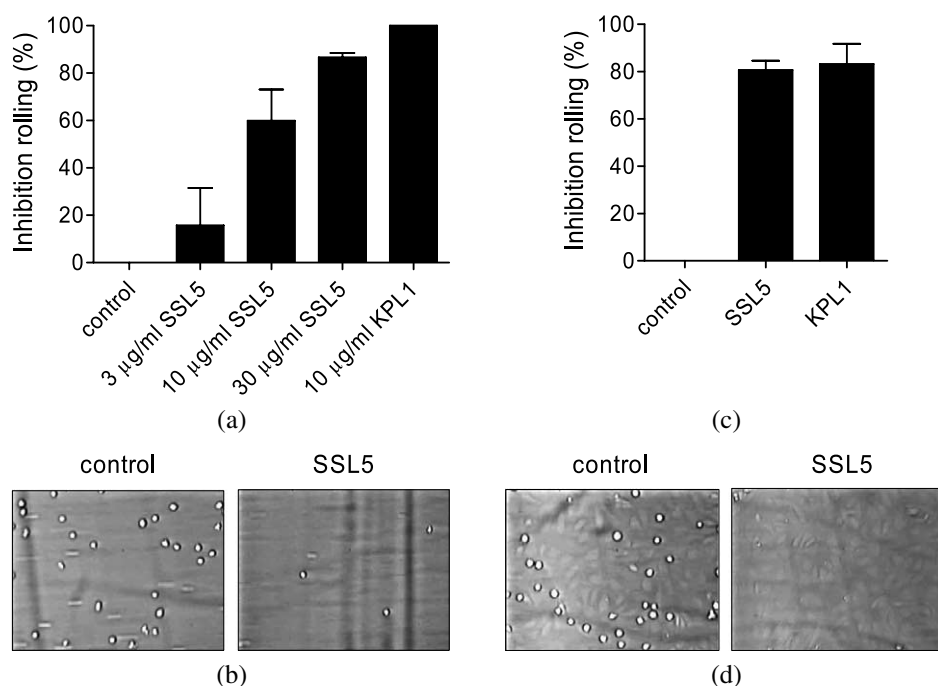 Inhibition rolling (%)
100
80
60
40
20
0
control
3 µg/ml SSL5
10 µg/ml SSL5
30 µg/ml SSL5
10 µg/ml KPL1
(a)
Inhibition rolling (%)
100
80
60
40
20
0
control
SSL5
KPL1
(c)
control SSL5
(b)
control SSL5
(d)